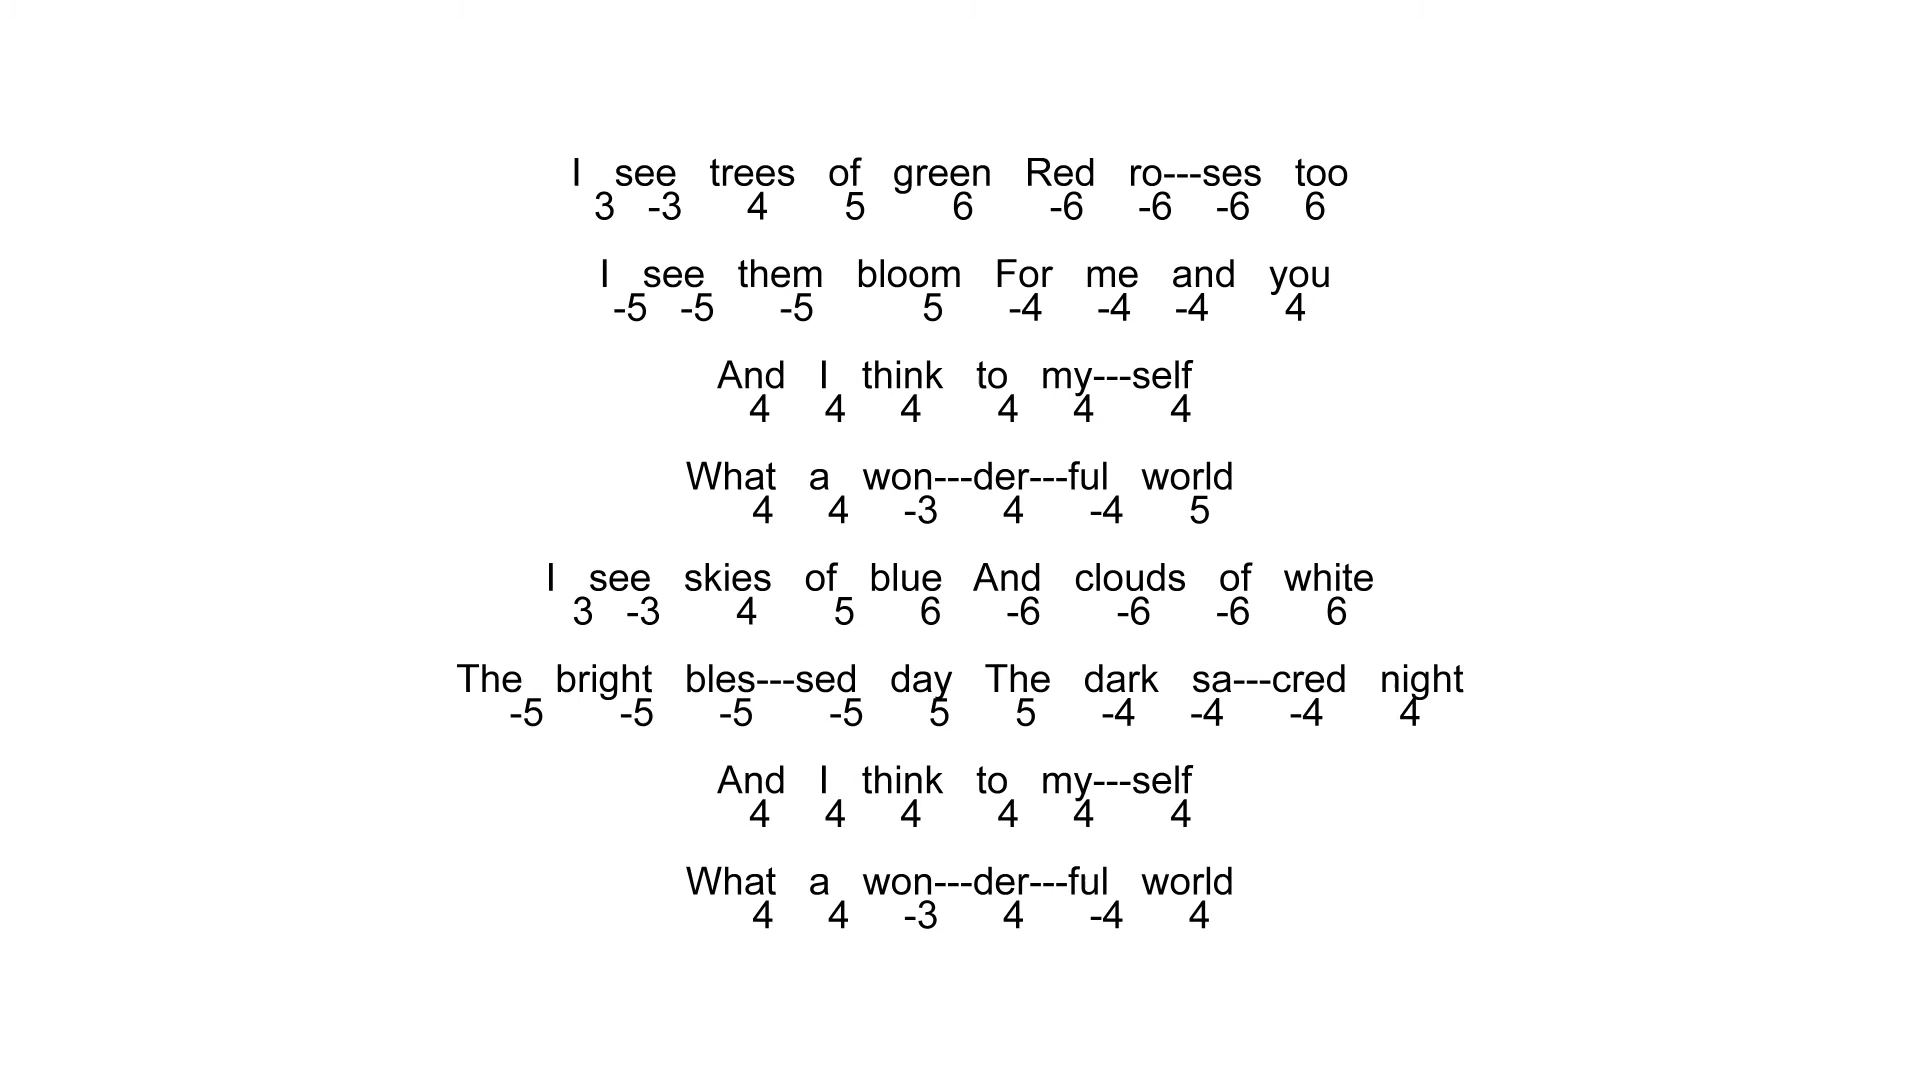 I see trees of green Red ro---ses too
3 -3 4 5 6 -6 -6 -6 6
I see them bloom For me and you
-5 -5 -5 5 -4 -4 -4 4
And I think to my---self
4 4 4 4 4 4
What a won---der---ful world
4 4 -3 4 -4 5
I see skies of blue And clouds of white
3 -3 4 5 6 -6 -6 -6 6
The bright bles---sed day The dark sa---cred night
-5 -5 -5 -5 5 5 -4 -4 -4 4
And I think to my---self
4 4 4 4 4 4
What a won---der---ful world
4 4 -3 4 -4 4